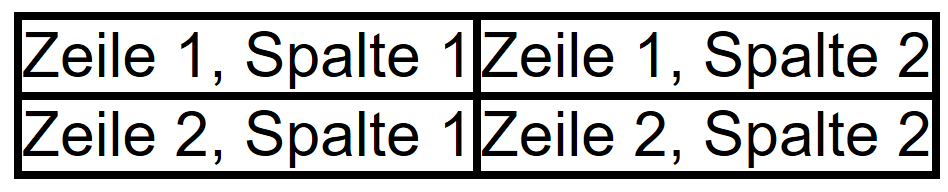 Zeile 1, Spalte 1 Zeile 1, Spalte 2
Zeile 2, Spalte 1 Zeile 2, Spalte 2